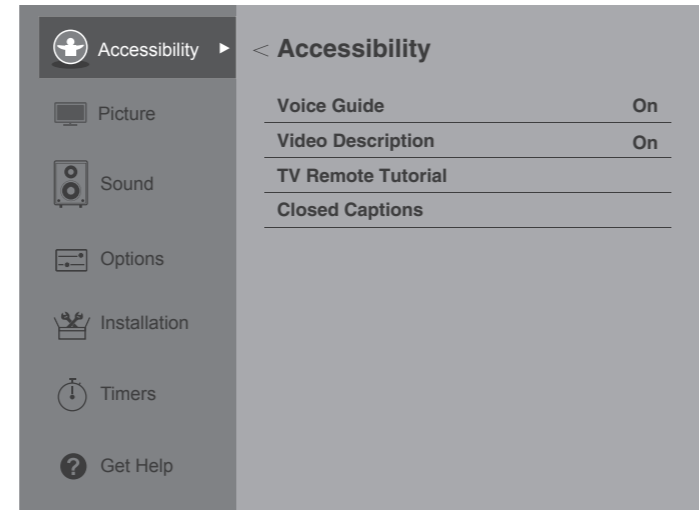 Accessibility
Picture
Sound
Options
Installation
Timers
Get Help
< Accessibility
Voice Guide On
Video Description On
TV Remote Tutorial
Closed Captions